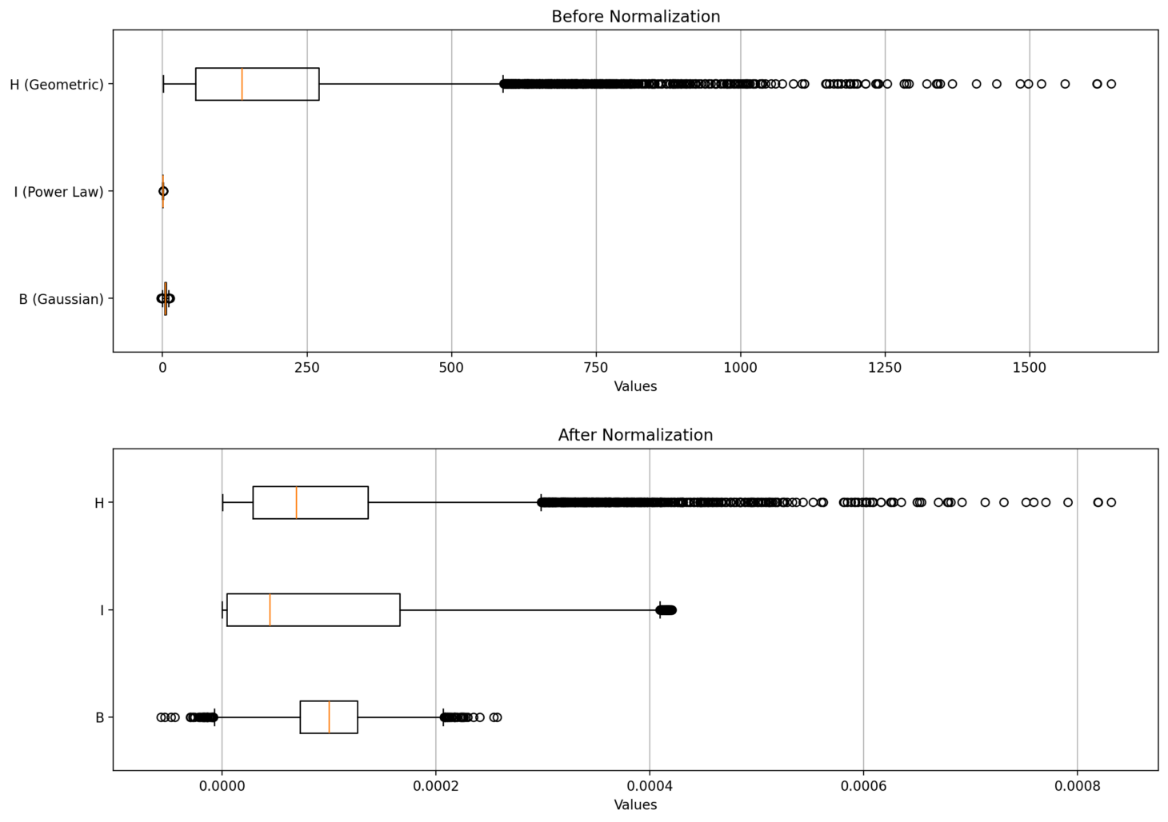 Before Normalization
H (Geometric)
I (Power Law)
B (Gaussian)
0 250 500 750 1000 1250 1500
Values
After Normalization
H
I
B
0.0000 0.0002 0.0004 0.0006 0.0008
Values